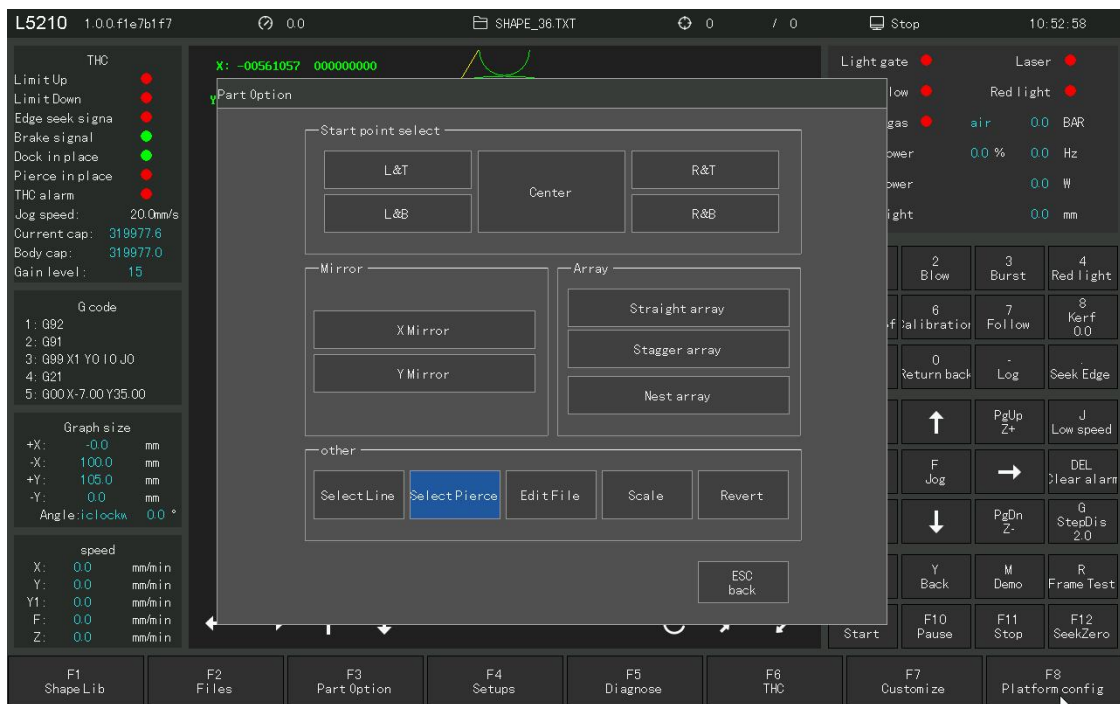 L5210 1.0.0.f1e7b1f7 0.0 SHAPE_36.TXT 0 / 0 Stop 10:52:58
THC
Limit Up
Limit Down
Edge seek signa
Brake signal
Dock in place
Pierce in place
THC alarm
Jog speed: 20.0mm/s
Current cap: 319977.6
Body cap: 319977.0
Gain level: 15
G code
1: G92
2: G91
3: G99 X1 Y0 I0 J0
4: G21
5: G00 X-7.00 Y35.00
Graph size
+X: -0.0 mm
-X: 100.0 mm
+Y: 105.0 mm
-Y: 0.0 mm
Angle:iclockw 0.0 °
speed
X: 0.0 mm/min
Y: 0.0 mm/min
Y1: 0.0 mm/min
F: 0.0 mm/min
Z: 0.0 mm/min
X: -00561057 000000000
Y
Part Option
Start point select
L&T
R&T
Center
L&B
R&B
Mirror
X Mirror
Y Mirror
Array
Straight array
Stagger array
Nest array
other
Select Line
Select Pierce
Edit File
Scale
Revert
ESC
back
Light gate Laser
low Red light
gas air 0.0 BAR
ower 0.0 % 0.0 Hz
ower 0.0 W
ight 0.0 mm
2
Blow
3
Burst
4
Red light
f
6
Calibration
7
Follow
8
Kerf
0.0
0
Return back
-
Log
.
Seek Edge
PgUp
Z+
J
Low speed
F
Jog
DEL
Clear alarm
PgDn
Z-
G
StepDis
2.0
Y
Back
M
Demo
R
Frame Test
Start
F10
Pause
F11
Stop
F12
SeekZero
F1
Shape Lib
F2
Files
F3
Part Option
F4
Setups
F5
Diagnose
F6
THC
F7
Customize
F8
Platform config